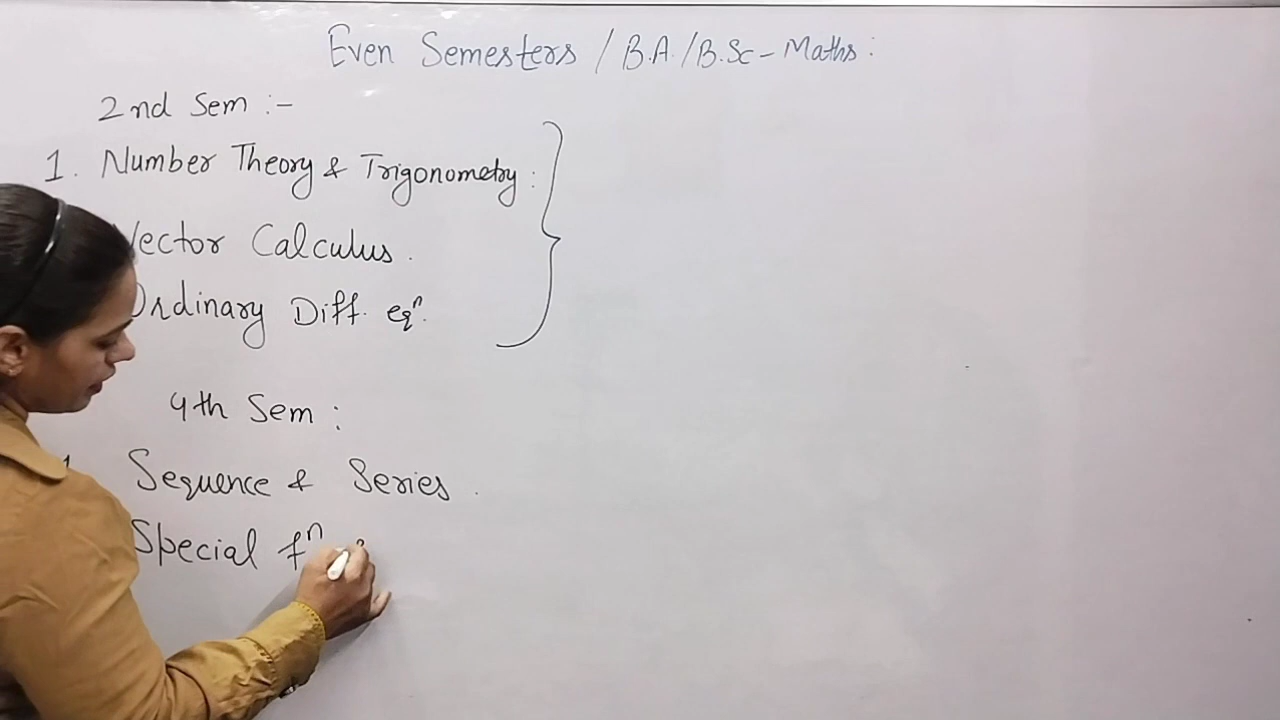 Even Semesters / B.A. / B.Sc - Maths :
2nd Sem :-
1. Number Theory & Trigonometry :
Vector Calculus .
Ordinary Diff. eqⁿ.
4th Sem :
Sequence & Series .
Special fⁿ